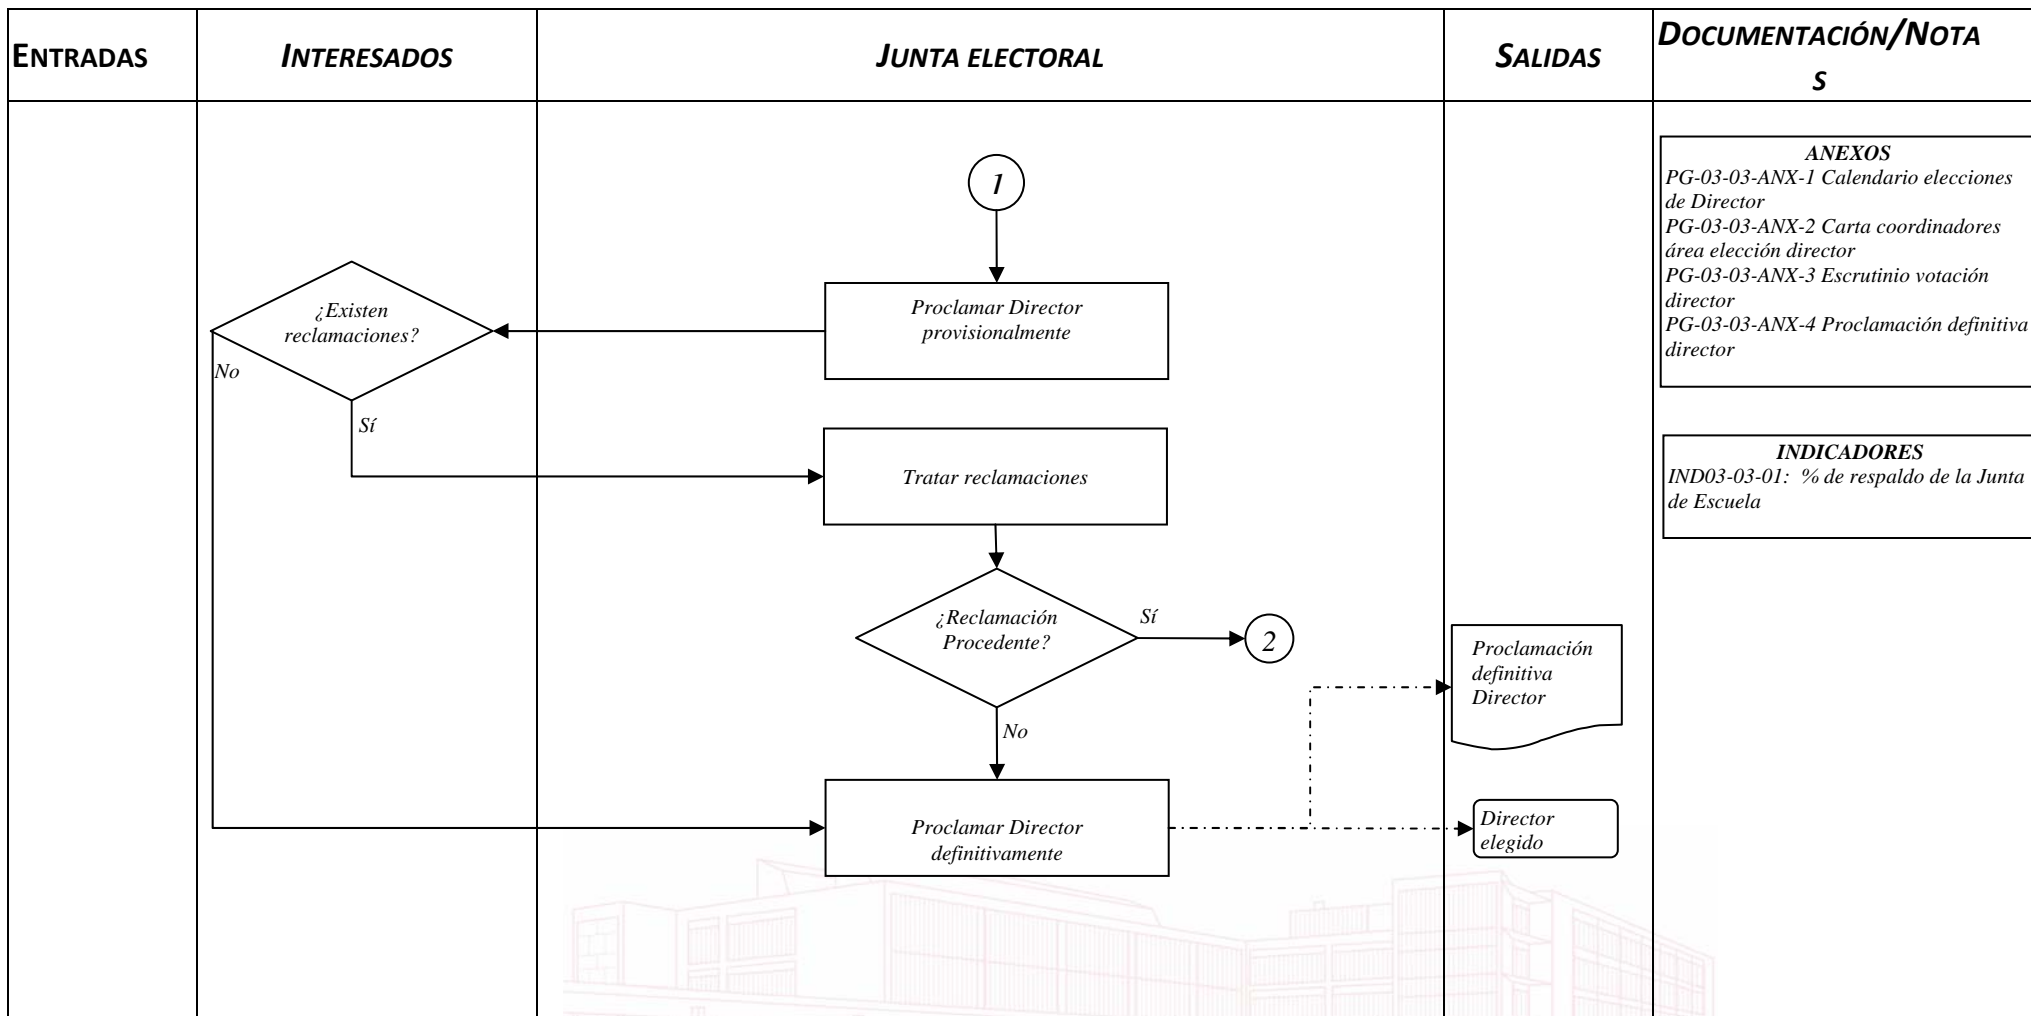 ENTRADAS
INTERESADOS
JUNTA ELECTORAL
SALIDAS
DOCUMENTACIÓN/NOTA
S
1
¿Existen
reclamaciones?
No
Sí
Proclamar Director
provisionalmente
Tratar reclamaciones
¿Reclamación
Procedente?
Sí
2
No
Proclamar Director
definitivamente
Proclamación
definitiva
Director
Director
elegido
ANEXOS
PG-03-03-ANX-1 Calendario elecciones
de Director
PG-03-03-ANX-2 Carta coordinadores
área elección director
PG-03-03-ANX-3 Escrutinio votación
director
PG-03-03-ANX-4 Proclamación definitiva
director
INDICADORES
IND03-03-01: % de respaldo de la Junta
de Escuela